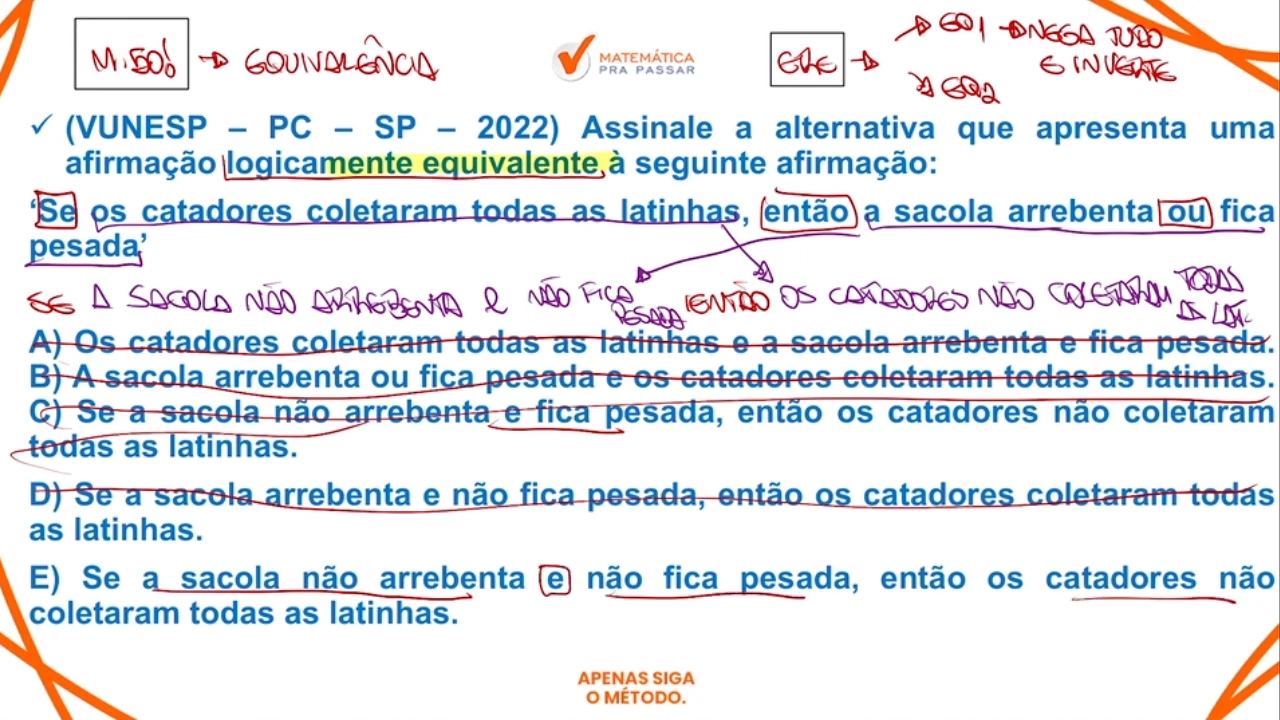 M.50! → EQUIVALÊNCIA
MATEMÁTICA
PRA PASSAR
→ EQ1 → NEGA TUDO
E INVERTE
→ EQ2
✓ (VUNESP – PC – SP – 2022) Assinale a alternativa que apresenta uma
afirmação logicamente equivalente à seguinte afirmação:
‘Se os catadores coletaram todas as latinhas, então a sacola arrebenta ou fica
pesada’
SE A SACOLA NÃO ARREBENTA E NÃO FICA PESADA ENTÃO OS CATADORES NÃO COLETARAM TODAS AS LAT.
A) Os catadores coletaram todas as latinhas e a sacola arrebenta e fica pesada.
B) A sacola arrebenta ou fica pesada e os catadores coletaram todas as latinhas.
C) Se a sacola não arrebenta e fica pesada, então os catadores não coletaram
todas as latinhas.
D) Se a sacola arrebenta e não fica pesada, então os catadores coletaram todas
as latinhas.
E) Se a sacola não arrebenta e não fica pesada, então os catadores não
coletaram todas as latinhas.
APENAS SIGA
O MÉTODO.